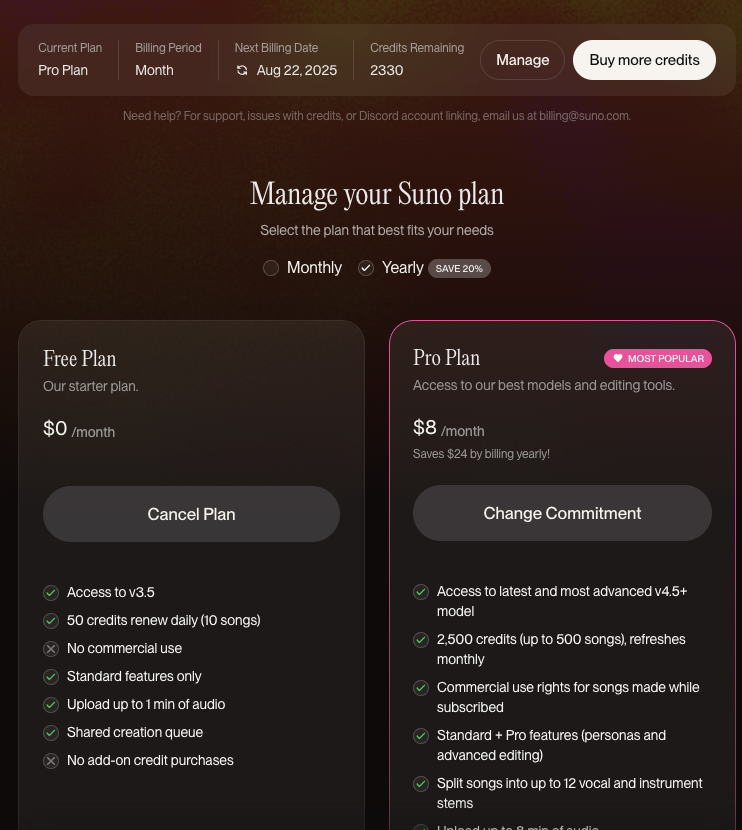 Current Plan
Pro Plan
Billing Period
Month
Next Billing Date
Aug 22, 2025
Credits Remaining
2330
Manage
Buy more credits
Need help? For support, issues with credits, or Discord account linking, email us at billing@suno.com.
Manage your Suno plan
Select the plan that best fits your needs
Monthly
Yearly
SAVE 20%
Free Plan
Our starter plan.
$0 /month
Cancel Plan
Access to v3.5
50 credits renew daily (10 songs)
No commercial use
Standard features only
Upload up to 1 min of audio
Shared creation queue
No add-on credit purchases
Pro Plan
MOST POPULAR
Access to our best models and editing tools.
$8 /month
Saves $24 by billing yearly!
Change Commitment
Access to latest and most advanced v4.5+
model
2,500 credits (up to 500 songs), refreshes
monthly
Commercial use rights for songs made while
subscribed
Standard + Pro features (personas and
advanced editing)
Split songs into up to 12 vocal and instrument
stems
Upload up to 8 min of audio